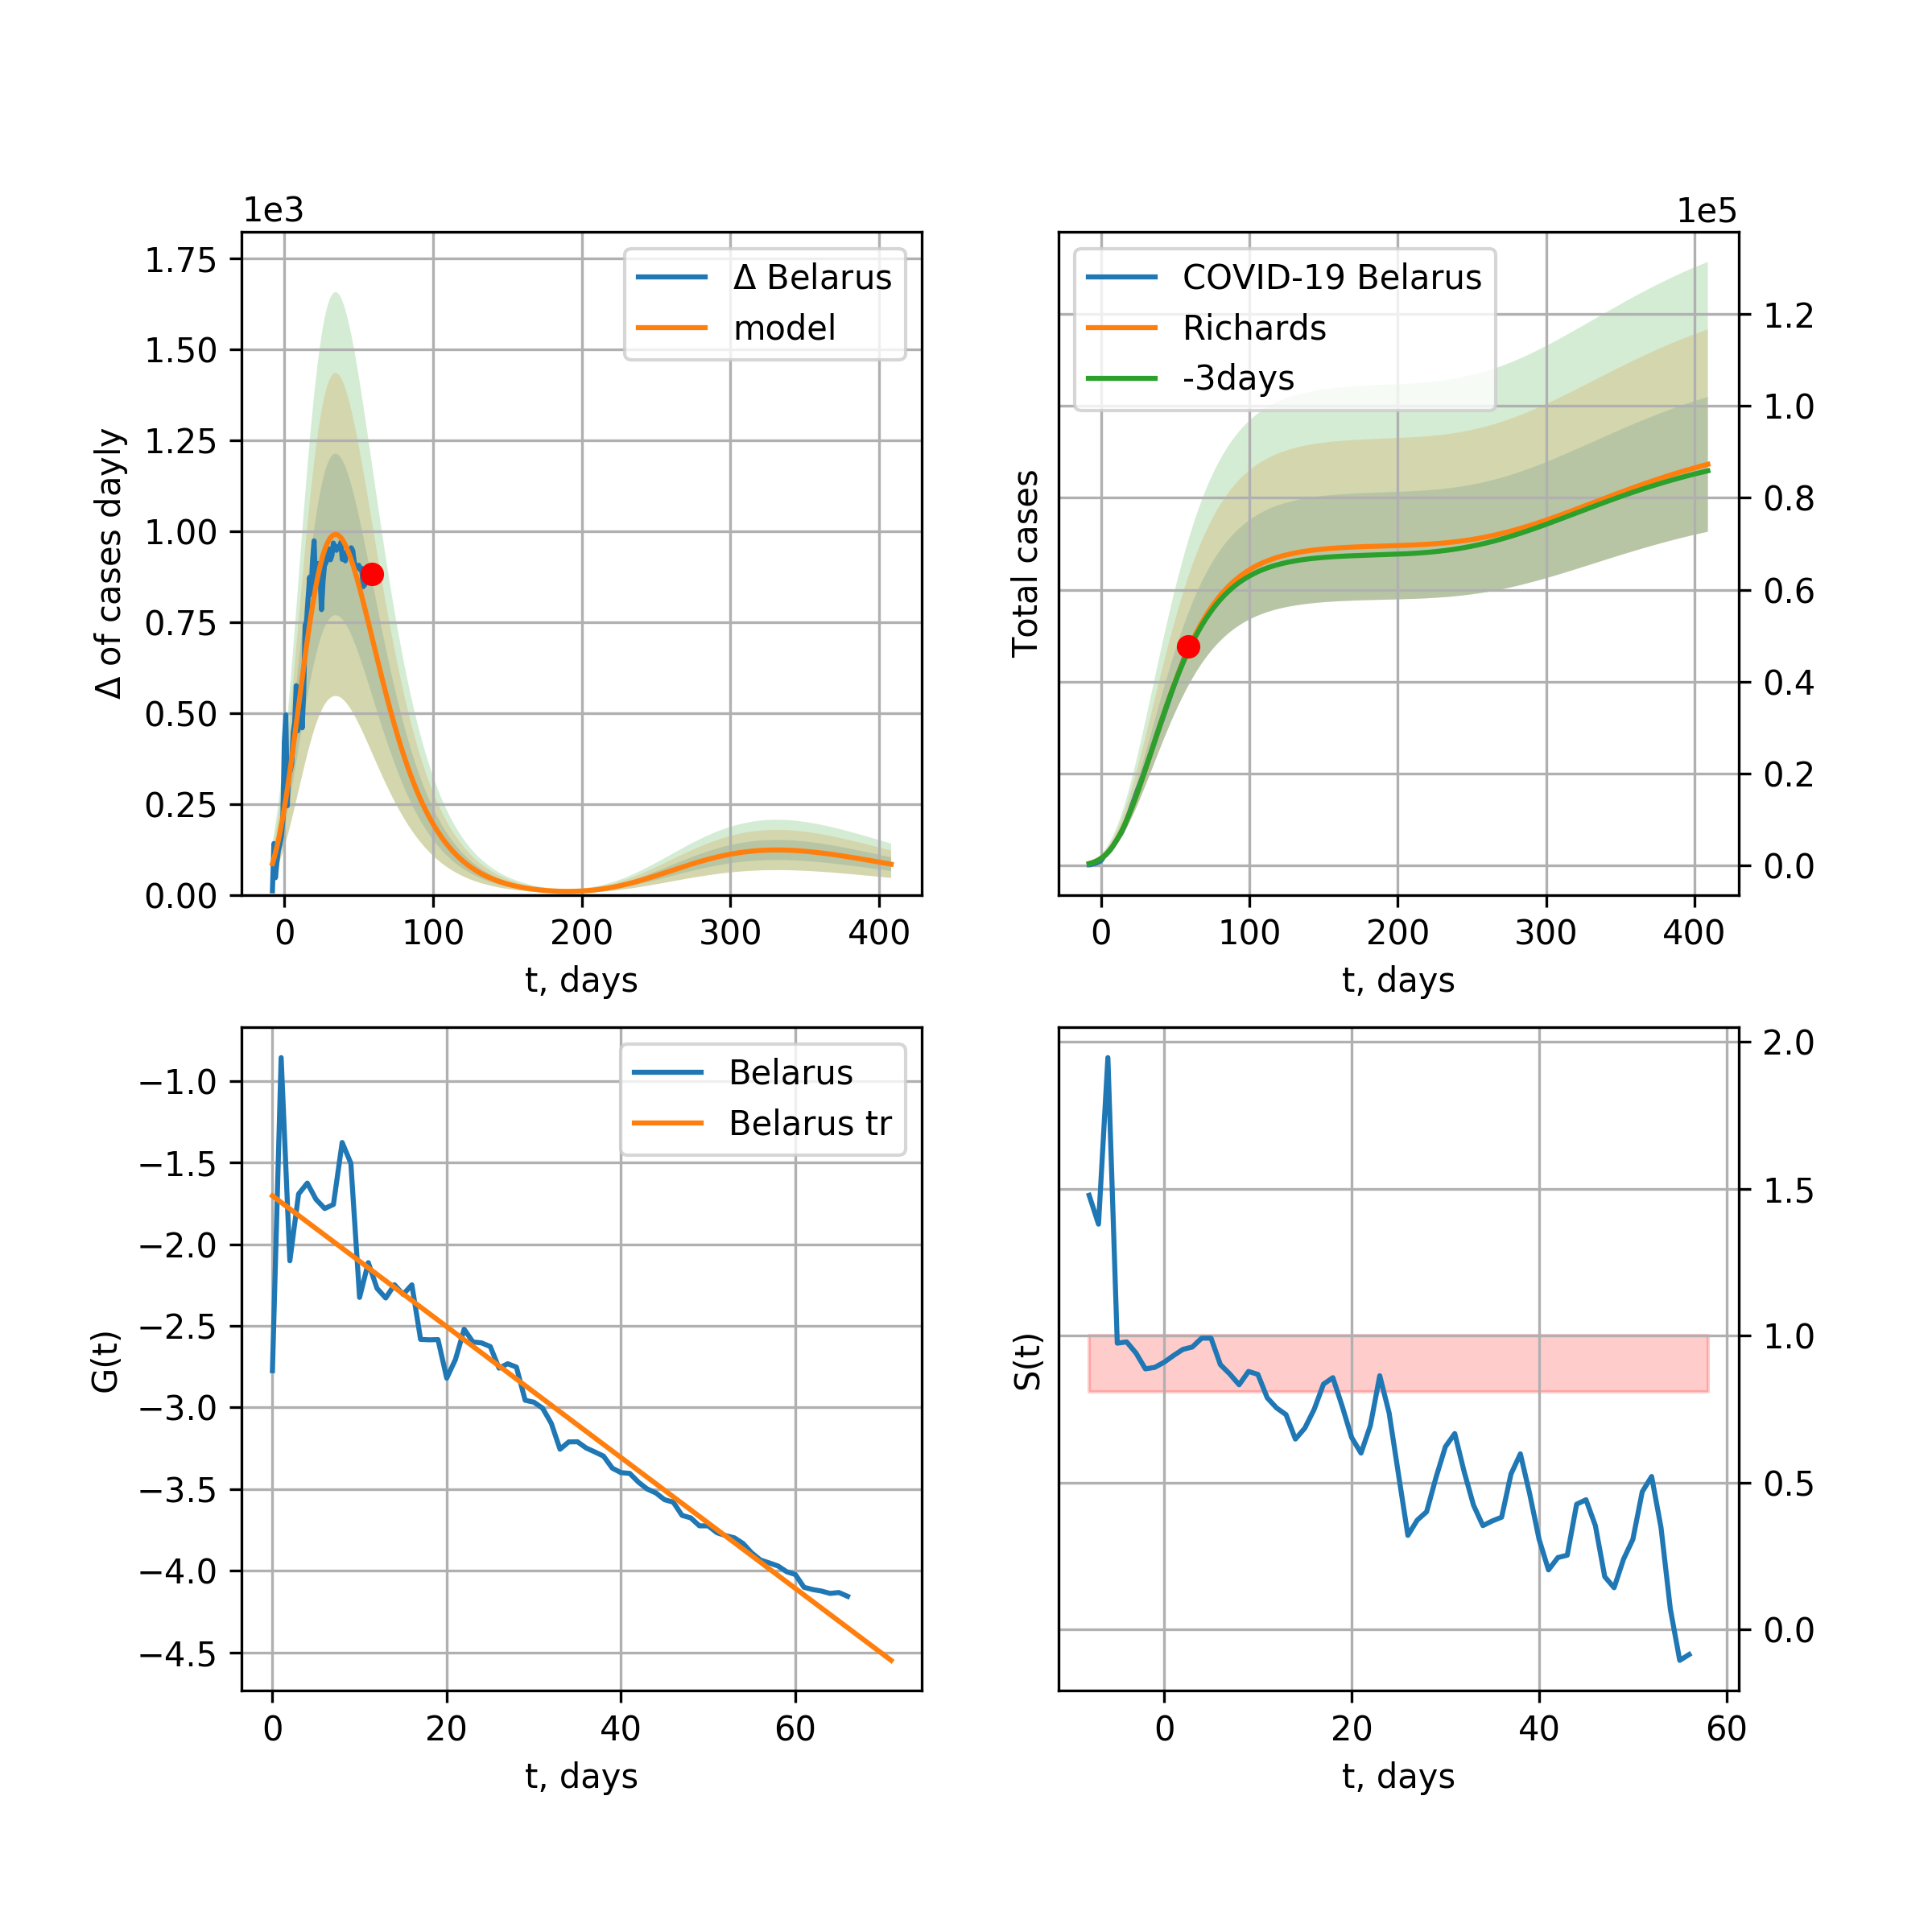 1e3
Δ of cases dayly
1.75
1.50
1.25
1.00
0.75
0.50
0.25
0.00
Δ Belarus
model
0 100 200 300 400
t, days
1e5
Total cases
COVID-19 Belarus
Richards
-3days
1.2
1.0
0.8
0.6
0.4
0.2
0.0
0 100 200 300 400
t, days
G(t)
−1.0
−1.5
−2.0
−2.5
−3.0
−3.5
−4.0
−4.5
Belarus
Belarus tr
0 20 40 60
t, days
S(t)
2.0
1.5
1.0
0.5
0.0
0 20 40 60
t, days